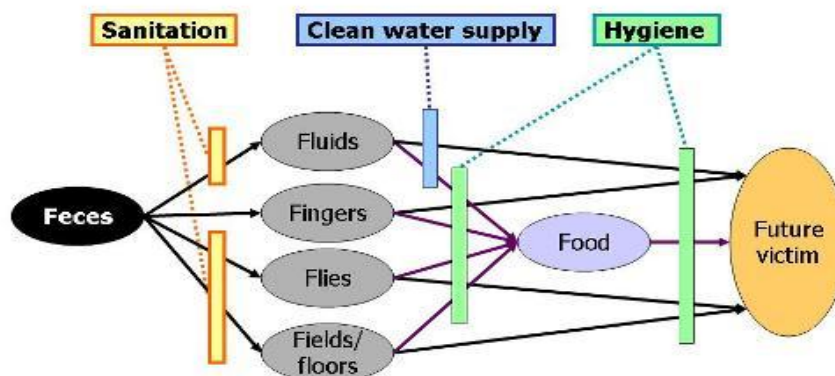 Sanitation
Clean water supply
Hygiene
Fluids
Feces
Fingers
Food
Future
victim
Flies
Fields/
floors